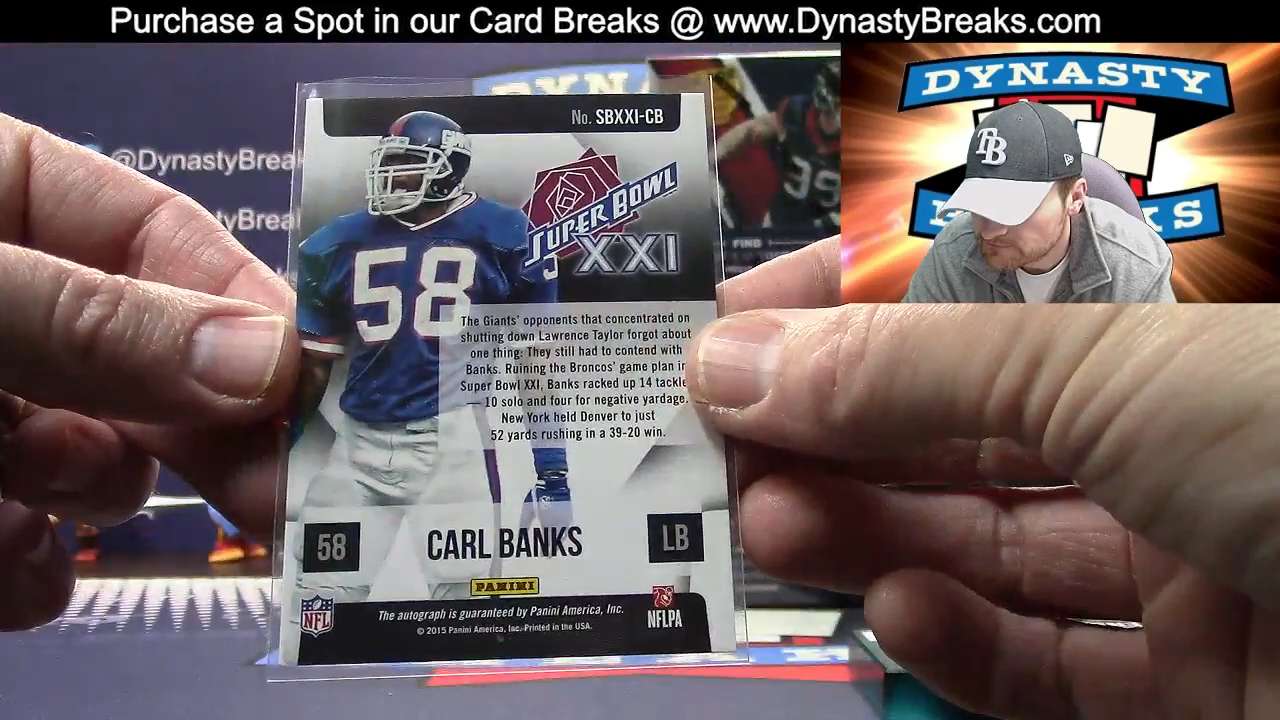 Purchase a Spot in our Card Breaks @ www.DynastyBreaks.com
DYNASTY
TB
@DynastyBreak
No. SBXXI-CB
GIANTS
SUPER BOWL
XXI
99
FIND
58
The Giants' opponents that concentrated on
shutting down Lawrence Taylor forgot about
one thing: They still had to contend with
Banks. Ruining the Broncos' game plan in
Super Bowl XXI, Banks racked up 14 tackle
— 10 solo and four for negative yardage.
New York held Denver to just
52 yards rushing in a 39-20 win.
58
CARL BANKS
LB
PANINI
NFL
The autograph is guaranteed by Panini America, Inc.
© 2015 Panini America, Inc. Printed in the USA.
NFLPA